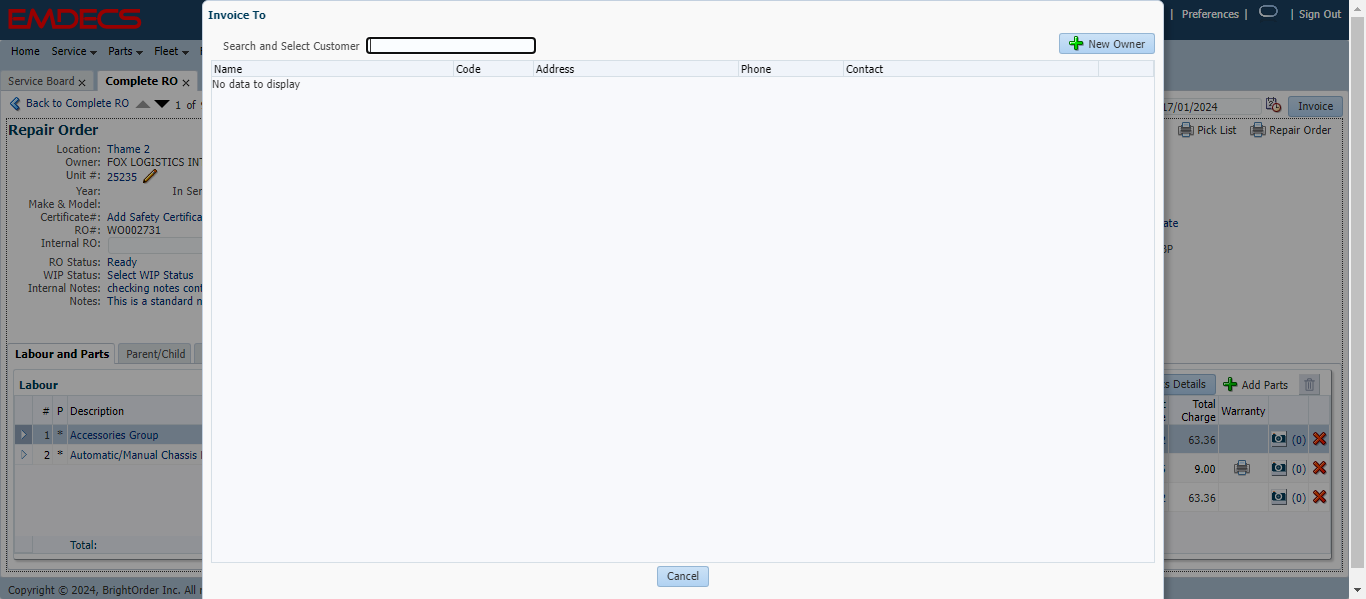 EMDECS
| Preferences | | Sign Out
Home Service Parts Fleet
Service Board x Complete RO x
Back to Complete RO 1 of
17/01/2024 Invoice
Repair Order
Pick List Repair Order
Location: Thame 2
Owner: FOX LOGISTICS INT
Unit #: 25235
Year: In Ser
Make & Model:
Certificate#: Add Safety Certifica
RO#: WO002731
Internal RO:
RO Status: Ready
WIP Status: Select WIP Status
Internal Notes: checking notes cont
Notes: This is a standard n
Labour and Parts Parent/Child
Labour
# P Description
1 * Accessories Group
2 * Automatic/Manual Chassis
Total:
Copyright © 2024, BrightOrder Inc. All
Invoice To
Search and Select Customer
New Owner
Name Code Address Phone Contact
No data to display
Cancel
ate
BP
s Details Add Parts
Total Charge Warranty
63.36 (0)
9.00 (0)
63.36 (0)